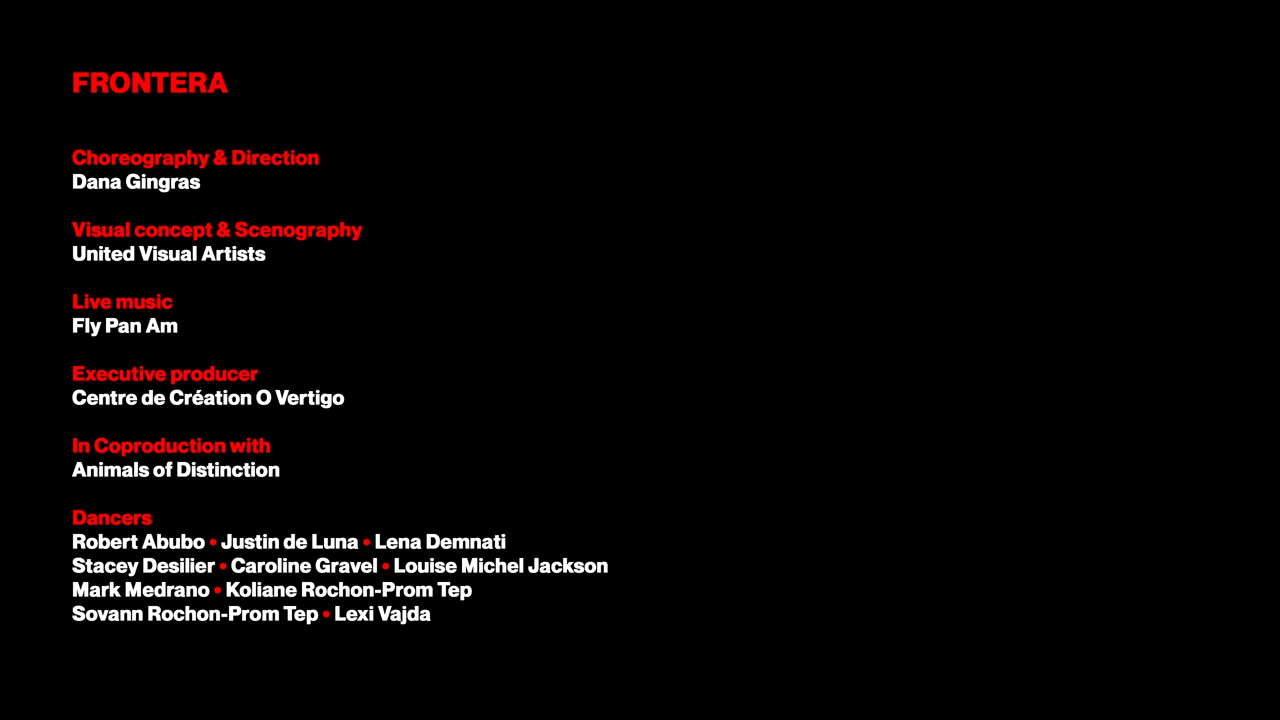 FRONTERA
Choreography & Direction
Dana Gingras
Visual concept & Scenography
United Visual Artists
Live music
Fly Pan Am
Executive producer
Centre de Création O Vertigo
In Coproduction with
Animals of Distinction
Dancers
Robert Abubo • Justin de Luna • Lena Demnati
Stacey Desilier • Caroline Gravel • Louise Michel Jackson
Mark Medrano • Koliane Rochon-Prom Tep
Sovann Rochon-Prom Tep • Lexi Vajda